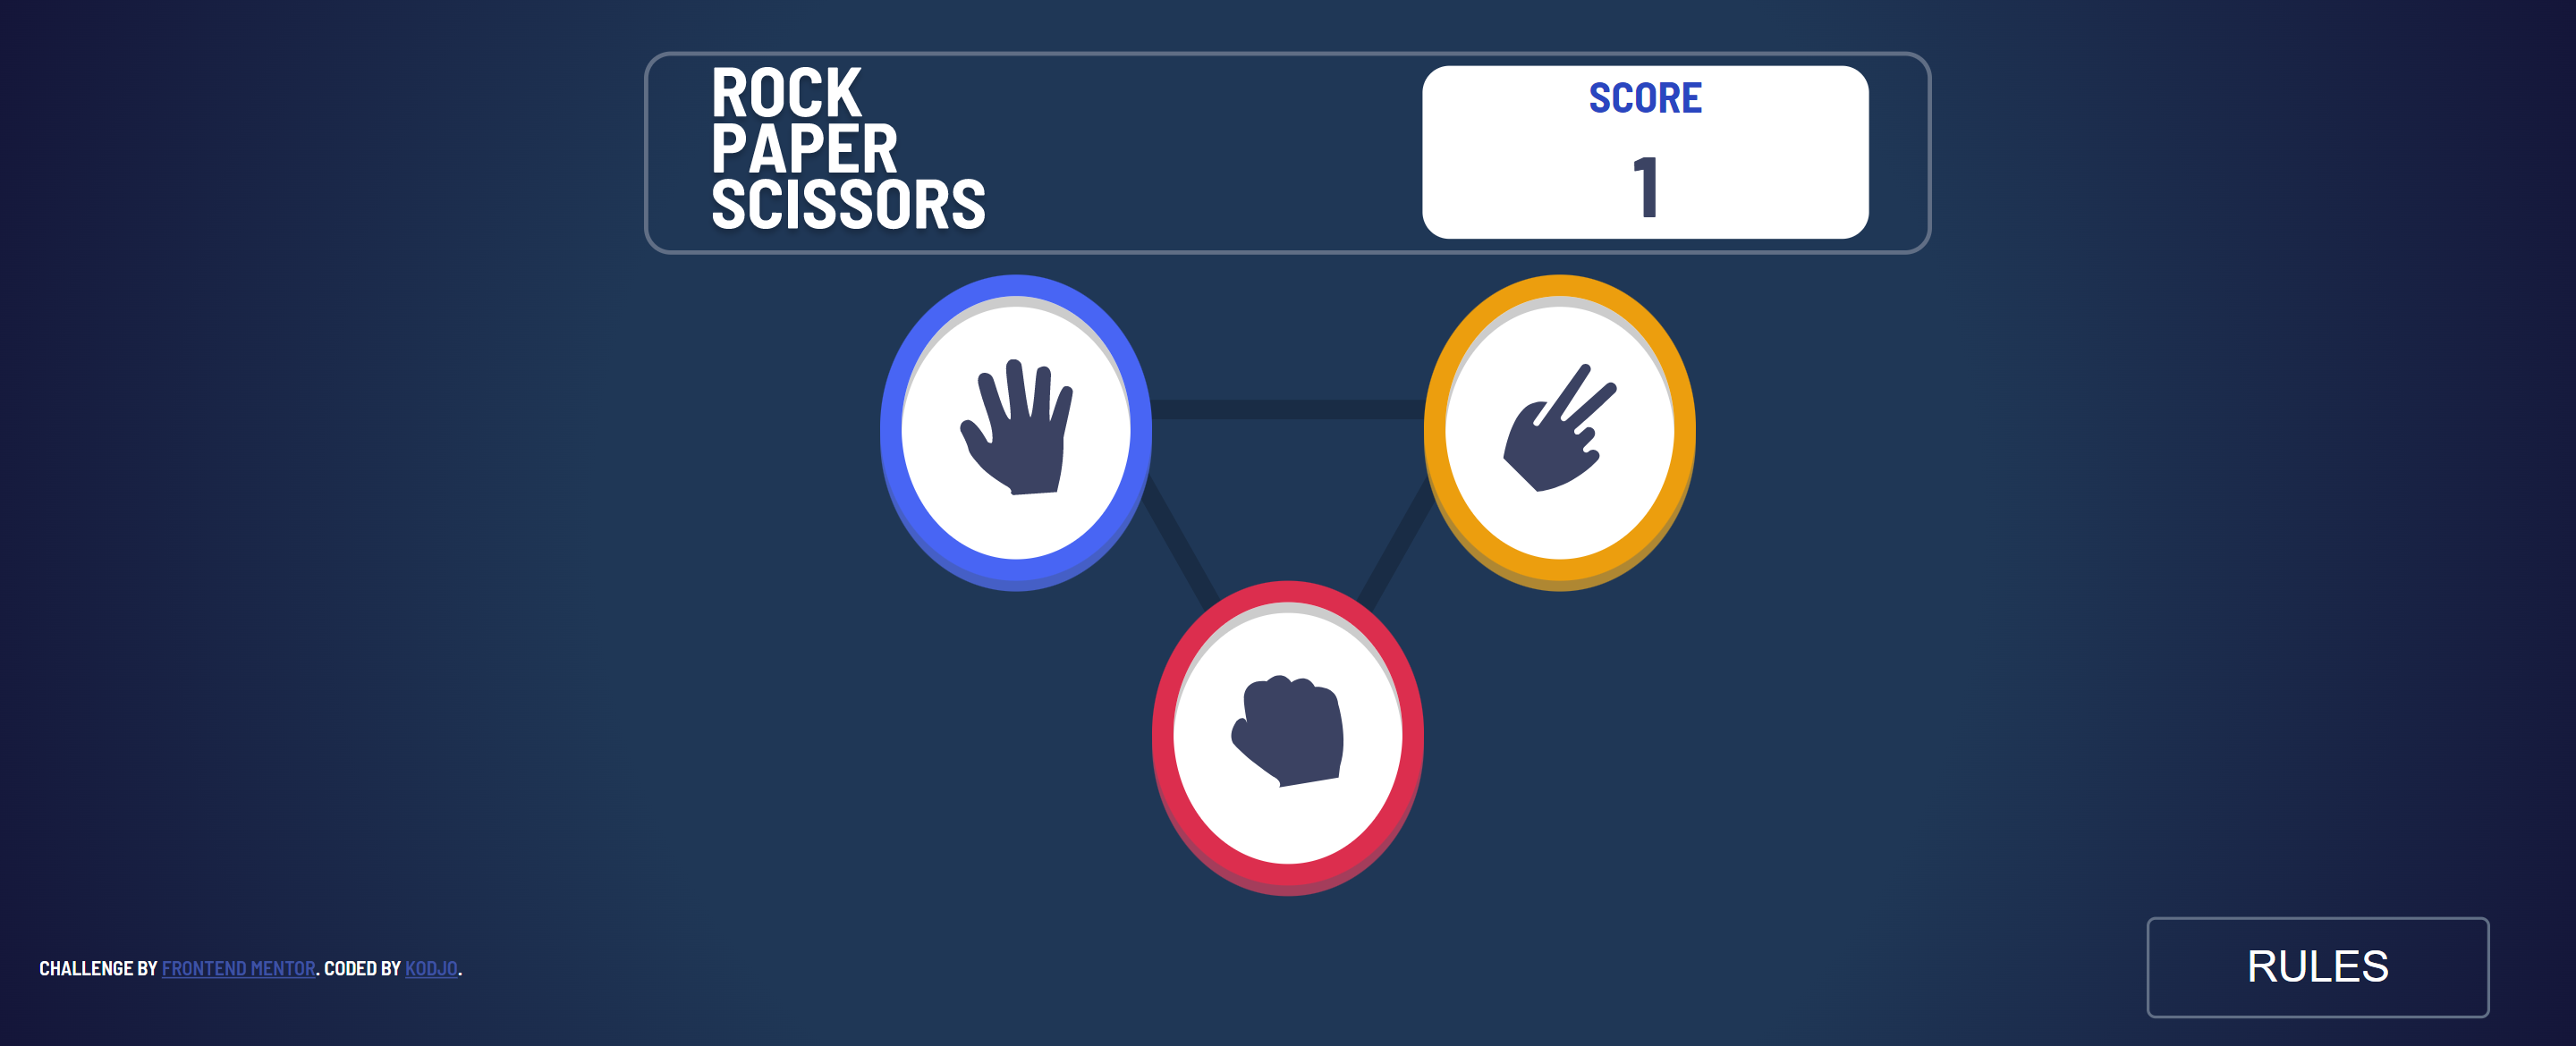 ROCK
PAPER
SCISSORS
SCORE
1
CHALLENGE BY FRONTEND MENTOR. CODED BY KODJO.
RULES